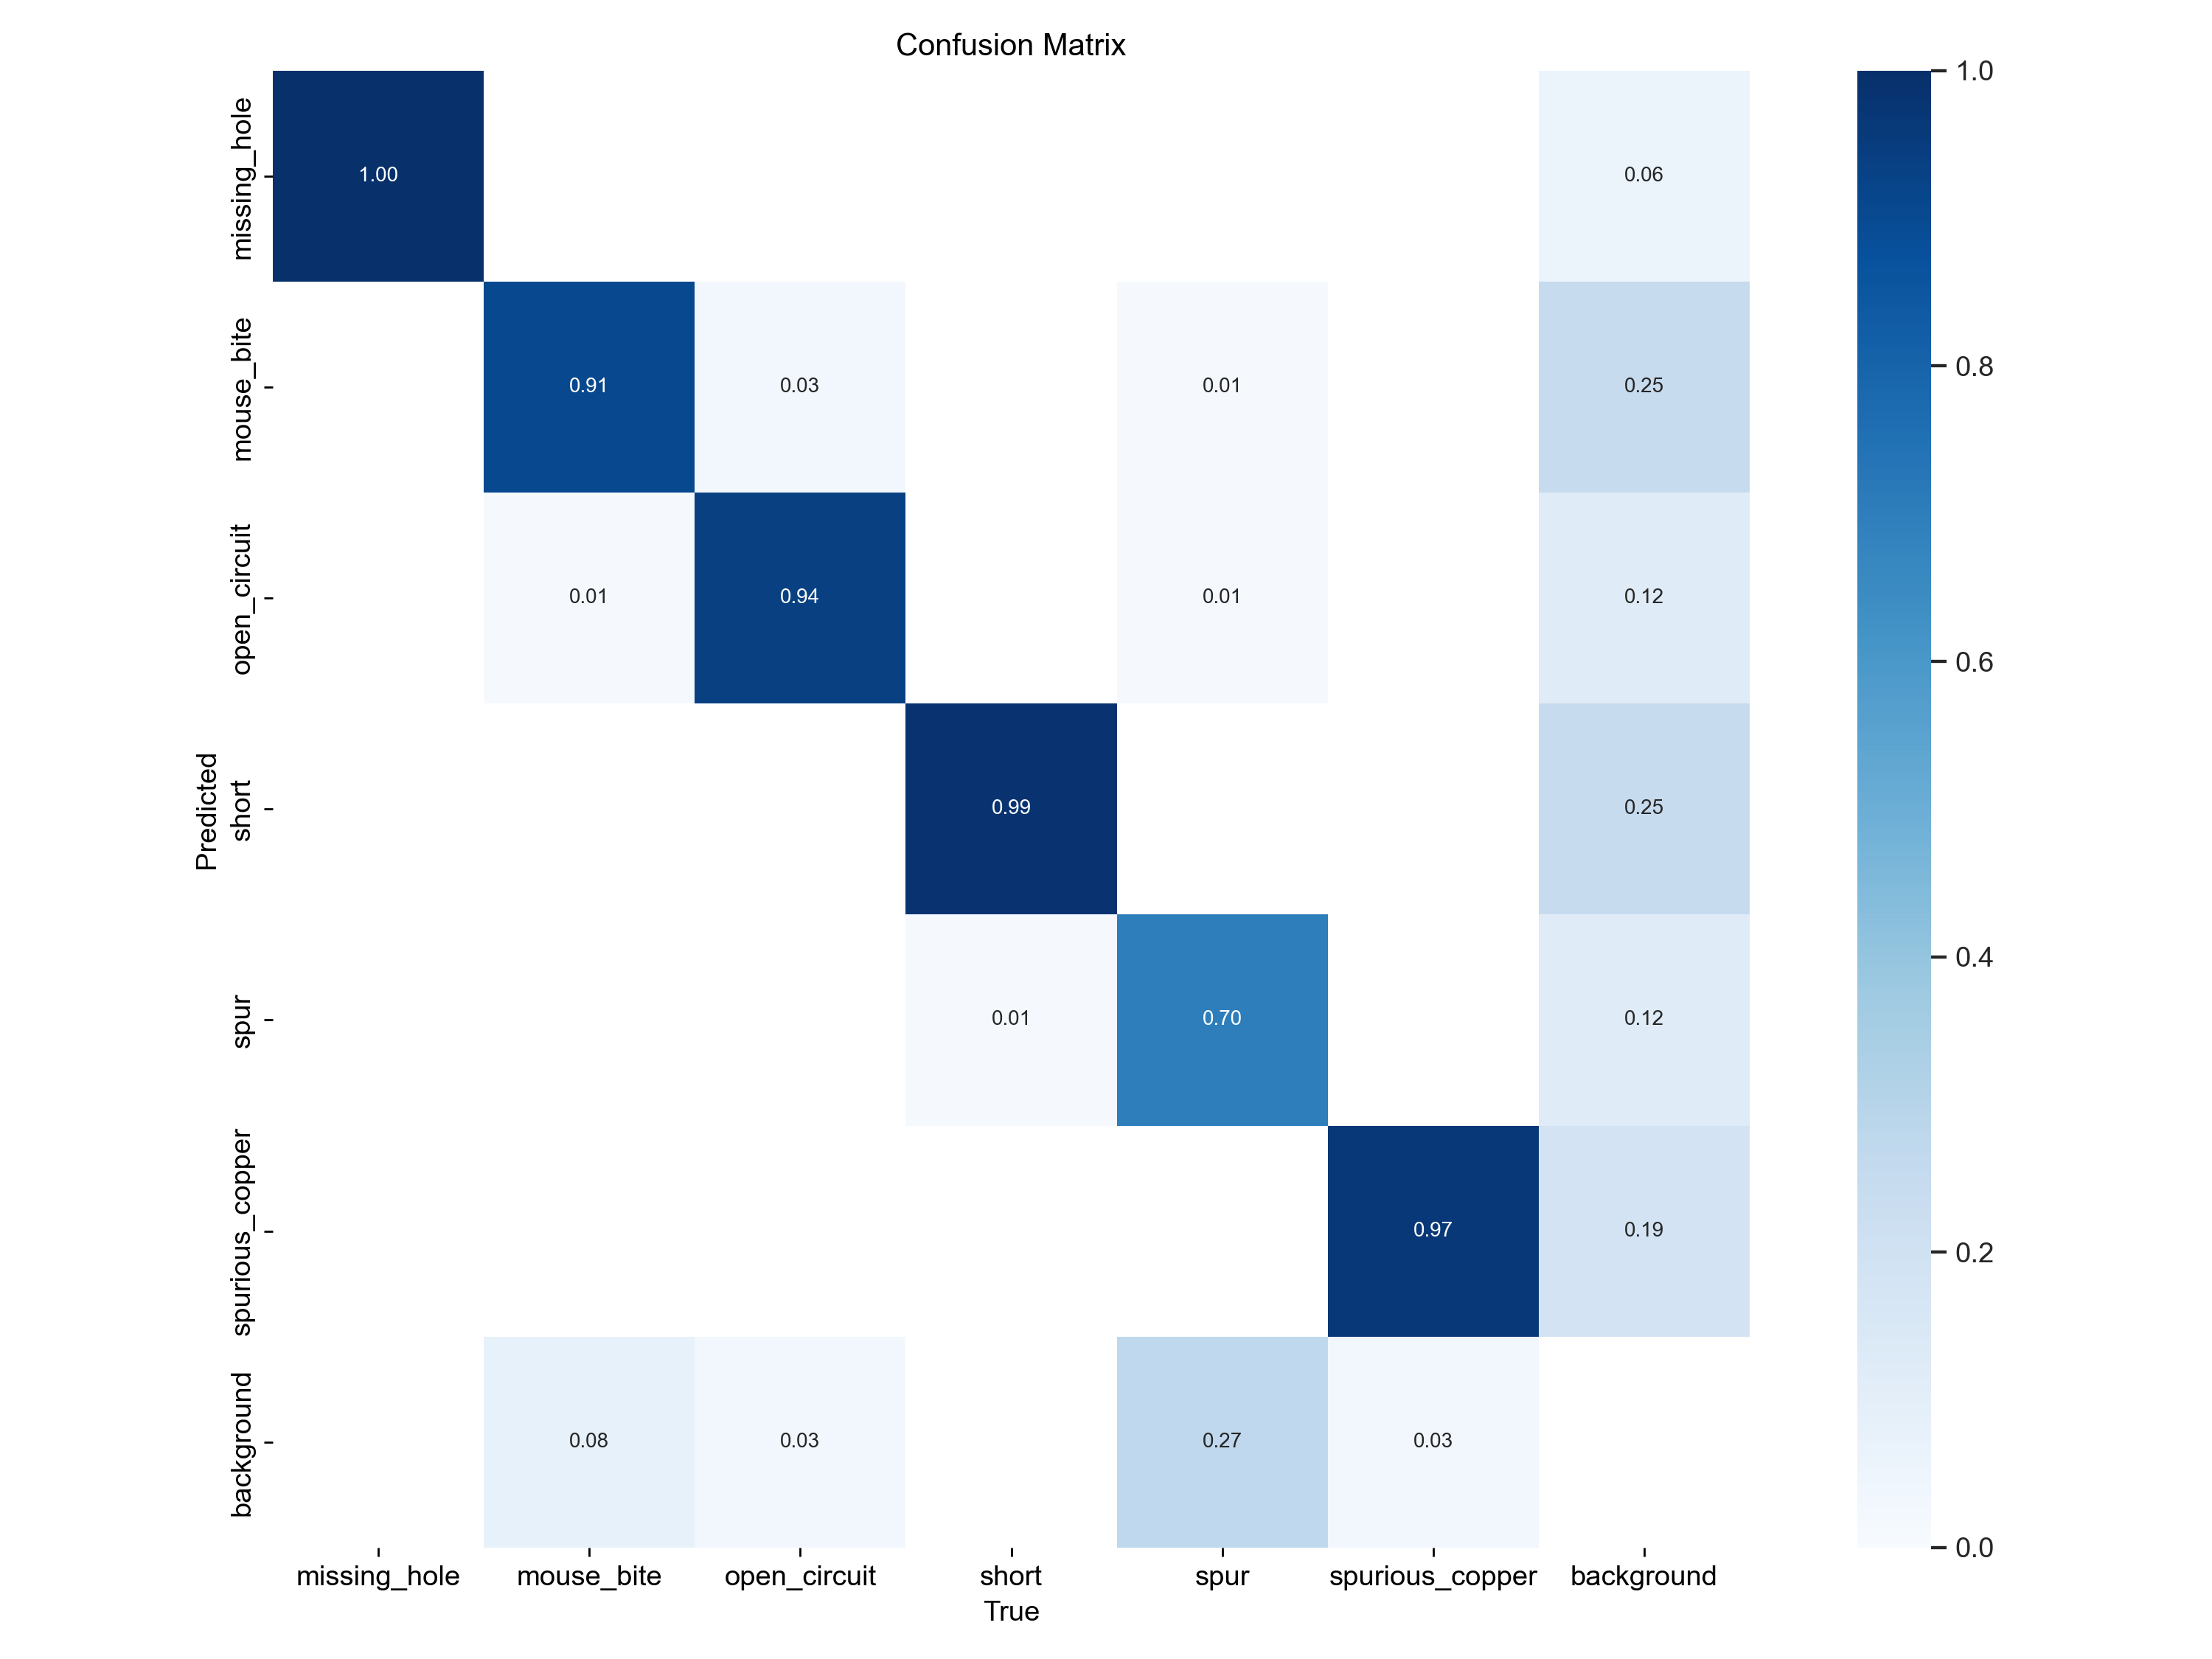 Confusion Matrix
missing_hole
1.00
0.06
1.0
mouse_bite
0.91
0.03
0.01
0.25
0.8
open_circuit
0.01
0.94
0.01
0.12
0.6
Predicted
short
0.99
0.25
spur
0.01
0.70
0.12
0.4
spurious_copper
0.97
0.19
0.2
background
0.08
0.03
0.27
0.03
0.0
missing_hole mouse_bite open_circuit short spur spurious_copper background
True